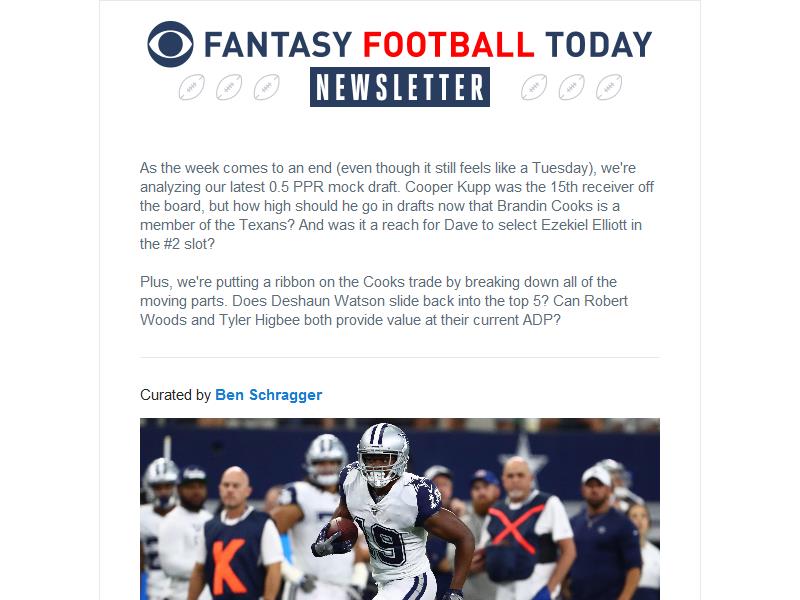 FANTASY FOOTBALL TODAY
NEWSLETTER
As the week comes to an end (even though it still feels like a Tuesday), we're
analyzing our latest 0.5 PPR mock draft. Cooper Kupp was the 15th receiver off
the board, but how high should he go in drafts now that Brandin Cooks is a
member of the Texans? And was it a reach for Dave to select Ezekiel Elliott in
the #2 slot?
Plus, we're putting a ribbon on the Cooks trade by breaking down all of the
moving parts. Does Deshaun Watson slide back into the top 5? Can Robert
Woods and Tyler Higbee both provide value at their current ADP?
Curated by Ben Schragger
K
19
X